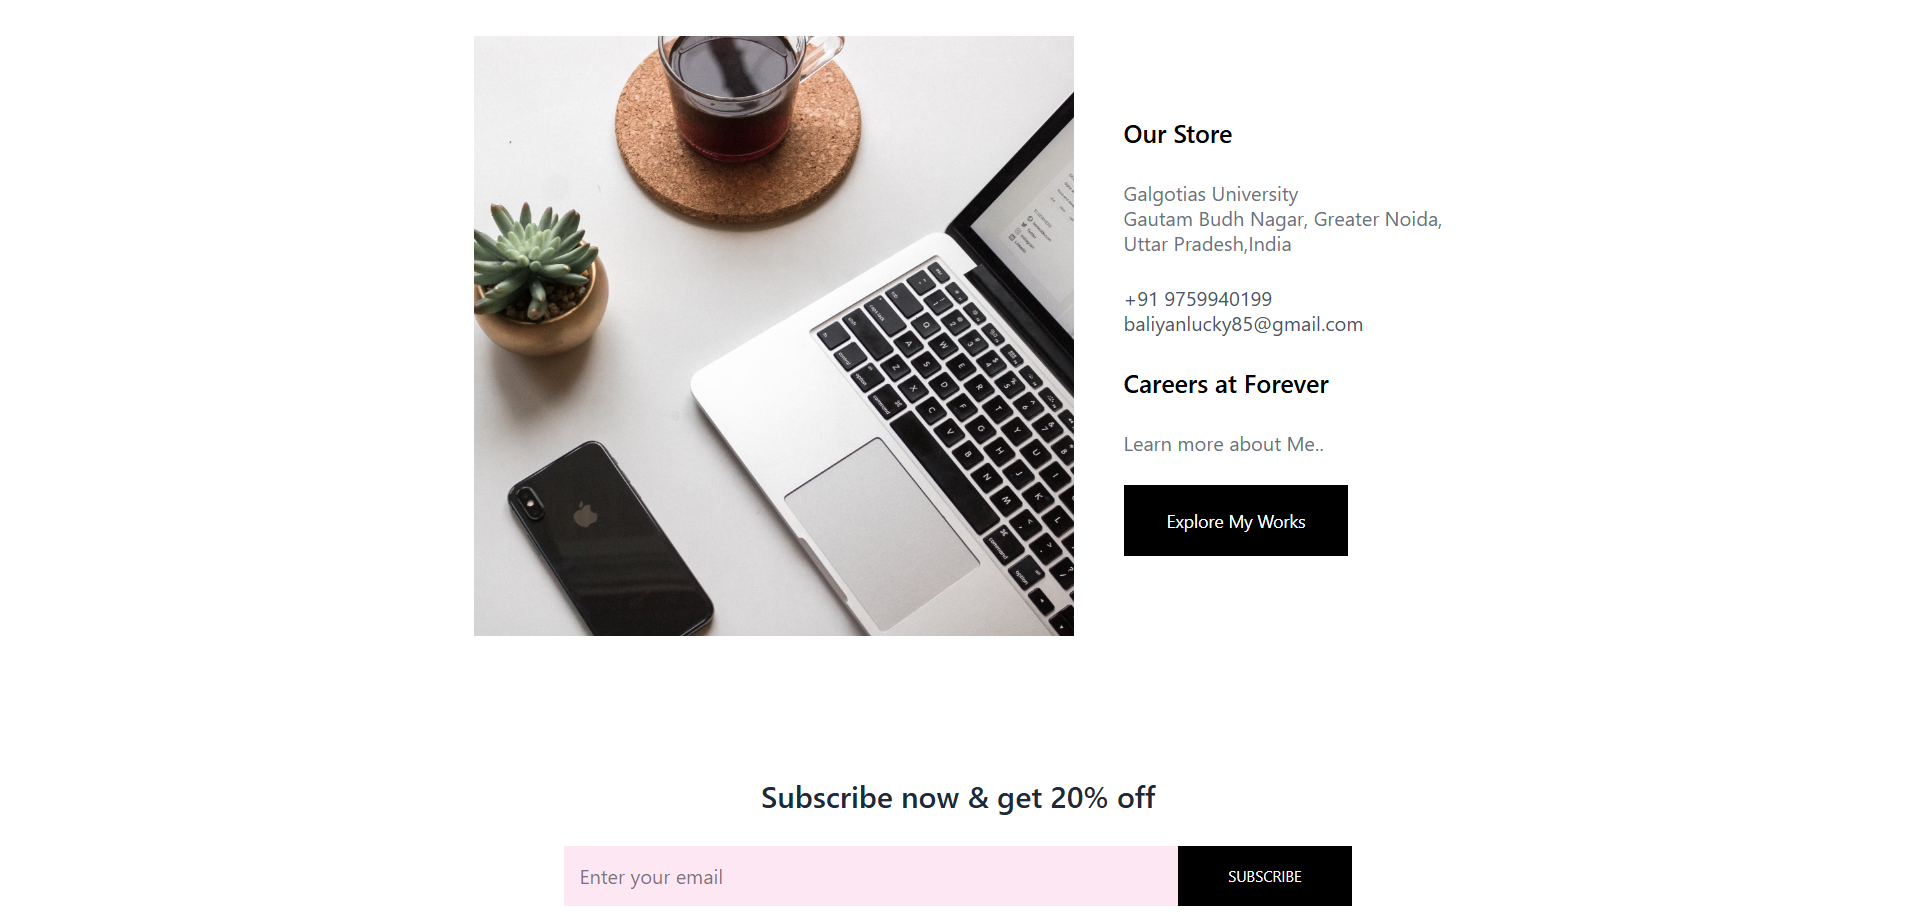 Our Store
Galgotias University
Gautam Budh Nagar, Greater Noida,
Uttar Pradesh,India
+91 9759940199
baliyanlucky85@gmail.com
Careers at Forever
Learn more about Me..
Explore My Works
Subscribe now & get 20% off
Enter your email
SUBSCRIBE